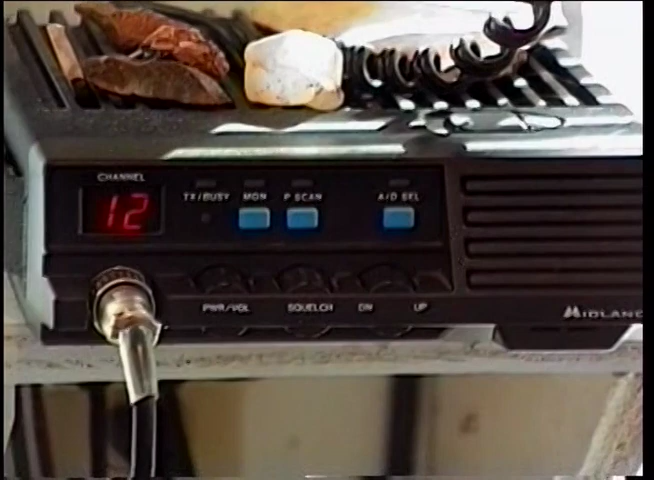 CHANNEL
12
TX/BUSY MON P SCAN A/D SEL
PWR/VOL SQUELCH DN UP
MIDLAND